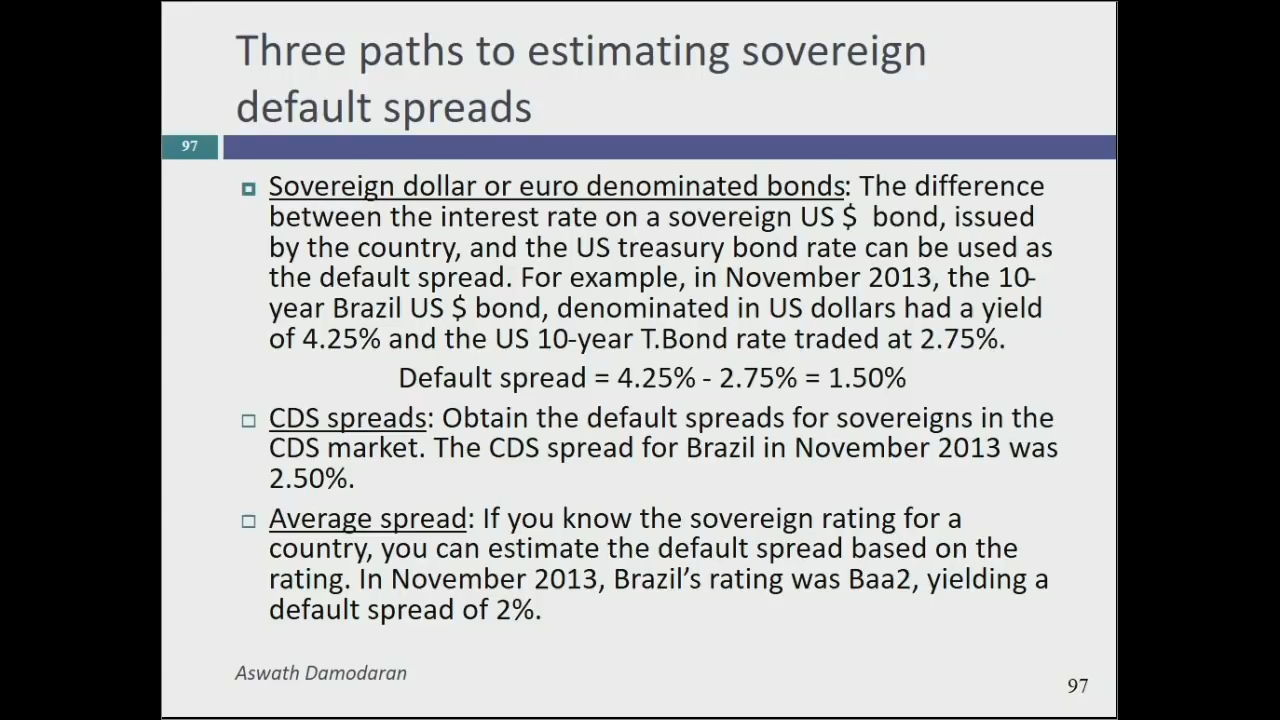 Three paths to estimating sovereign
default spreads
97
Sovereign dollar or euro denominated bonds: The difference
between the interest rate on a sovereign US $ bond, issued
by the country, and the US treasury bond rate can be used as
the default spread. For example, in November 2013, the 10-
year Brazil US $ bond, denominated in US dollars had a yield
of 4.25% and the US 10-year T.Bond rate traded at 2.75%.
Default spread = 4.25% - 2.75% = 1.50%
CDS spreads: Obtain the default spreads for sovereigns in the
CDS market. The CDS spread for Brazil in November 2013 was
2.50%.
Average spread: If you know the sovereign rating for a
country, you can estimate the default spread based on the
rating. In November 2013, Brazil’s rating was Baa2, yielding a
default spread of 2%.
Aswath Damodaran
97